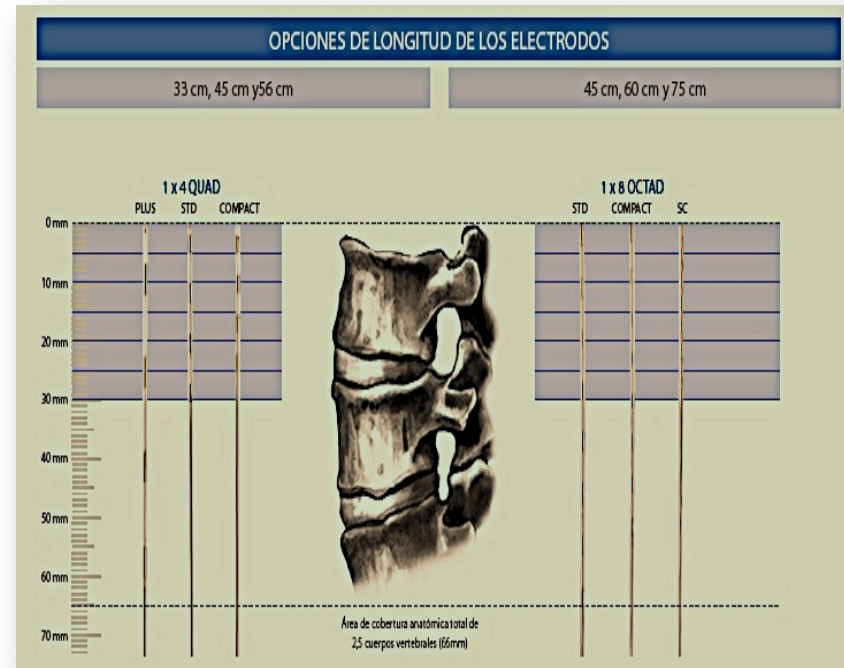 OPCIONES DE LONGITUD DE LOS ELECTRODOS
33 cm, 45 cm y56 cm
45 cm, 60 cm y 75 cm
1 x 4 QUAD
1 x 8 OCTAD
PLUS STD COMPACT
STD COMPACT SC
0 mm
10 mm
20 mm
30 mm
40 mm
50 mm
60 mm
70 mm
Área de cobertura anatómica total de
2,5 cuerpos vertebrales (66mm)